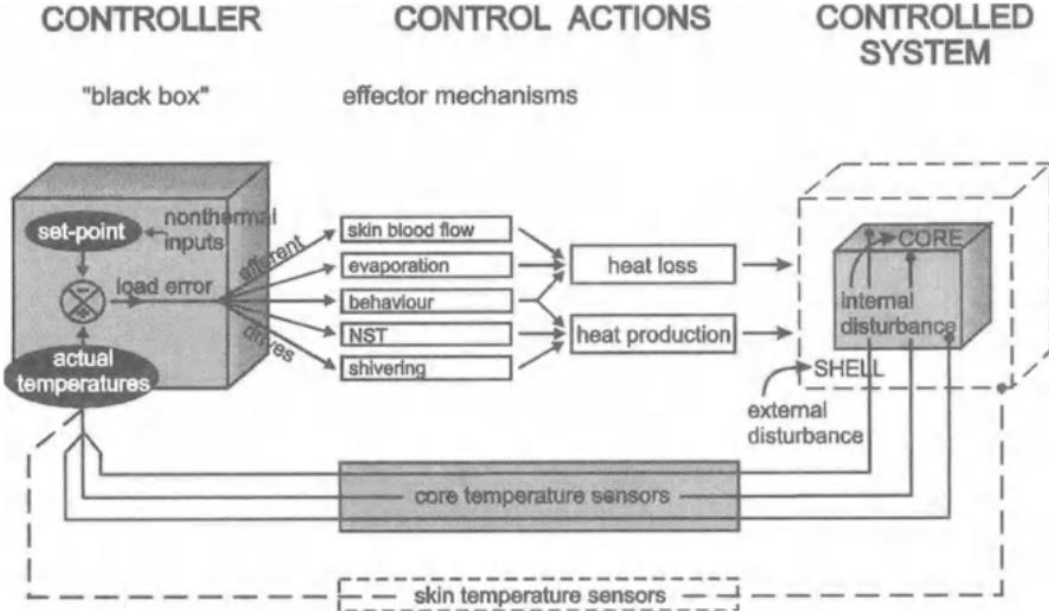 CONTROLLER
CONTROL ACTIONS
CONTROLLED
SYSTEM
"black box"
effector mechanisms
set-point
nonthermal
inputs
load error
actual
temperatures
afferent
drives
skin blood flow
evaporation
behaviour
NST
shivering
heat loss
heat production
CORE
internal
disturbance
SHELL
external
disturbance
core temperature sensors
skin temperature sensors